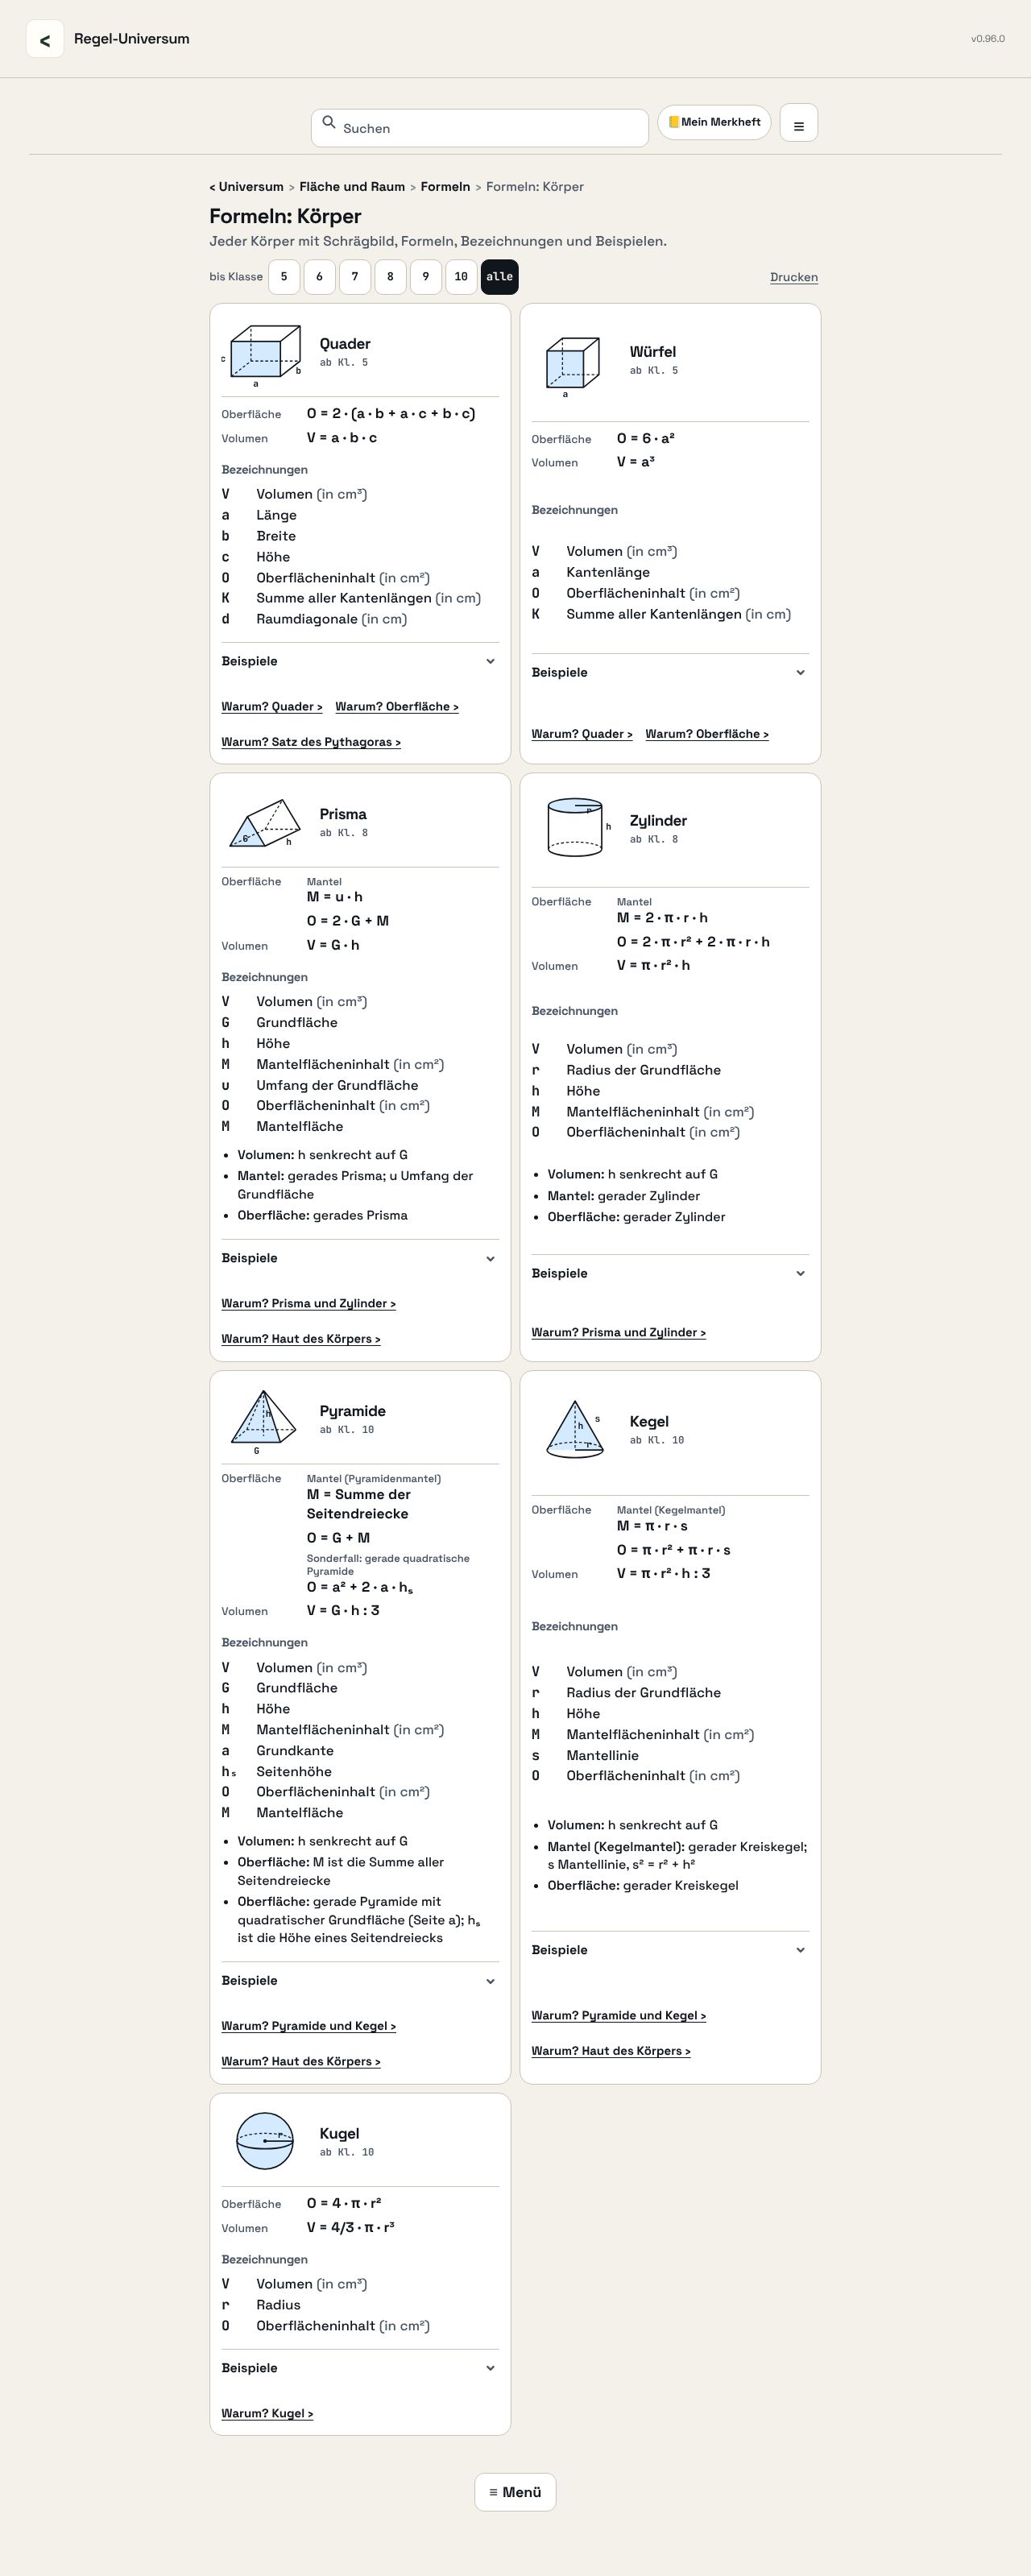 < Regel-Universum
v0.96.0
Suchen
📒Mein Merkheft
≡
< Universum > Fläche und Raum > Formeln > Formeln: Körper
Formeln: Körper
Jeder Körper mit Schrägbild, Formeln, Bezeichnungen und Beispielen.
bis Klasse 5 6 7 8 9 10 alle
Drucken
c
b
a
Quader
ab Kl. 5
Oberfläche O = 2 · (a · b + a · c + b · c)
Volumen V = a · b · c
Bezeichnungen
V Volumen (in cm³)
a Länge
b Breite
c Höhe
O Oberflächeninhalt (in cm²)
K Summe aller Kantenlängen (in cm)
d Raumdiagonale (in cm)
Beispiele
Warum? Quader > Warum? Oberfläche >
Warum? Satz des Pythagoras >
a
Würfel
ab Kl. 5
Oberfläche O = 6 · a²
Volumen V = a³
Bezeichnungen
V Volumen (in cm³)
a Kantenlänge
O Oberflächeninhalt (in cm²)
K Summe aller Kantenlängen (in cm)
Beispiele
Warum? Quader > Warum? Oberfläche >
G
h
Prisma
ab Kl. 8
Oberfläche Mantel
M = u · h
O = 2 · G + M
Volumen V = G · h
Bezeichnungen
V Volumen (in cm³)
G Grundfläche
h Höhe
M Mantelflächeninhalt (in cm²)
u Umfang der Grundfläche
O Oberflächeninhalt (in cm²)
M Mantelfläche
• Volumen: h senkrecht auf G
• Mantel: gerades Prisma; u Umfang der
Grundfläche
• Oberfläche: gerades Prisma
Beispiele
Warum? Prisma und Zylinder >
Warum? Haut des Körpers >
r
h
Zylinder
ab Kl. 8
Oberfläche Mantel
M = 2 · π · r · h
O = 2 · π · r² + 2 · π · r · h
Volumen V = π · r² · h
Bezeichnungen
V Volumen (in cm³)
r Radius der Grundfläche
h Höhe
M Mantelflächeninhalt (in cm²)
O Oberflächeninhalt (in cm²)
• Volumen: h senkrecht auf G
• Mantel: gerader Zylinder
• Oberfläche: gerader Zylinder
Beispiele
Warum? Prisma und Zylinder >
h
G
Pyramide
ab Kl. 10
Oberfläche Mantel (Pyramidenmantel)
M = Summe der
Seitendreiecke
O = G + M
Sonderfall: gerade quadratische
Pyramide
O = a² + 2 · a · hₛ
Volumen V = G · h : 3
Bezeichnungen
V Volumen (in cm³)
G Grundfläche
h Höhe
M Mantelflächeninhalt (in cm²)
a Grundkante
hₛ Seitenhöhe
O Oberflächeninhalt (in cm²)
M Mantelfläche
• Volumen: h senkrecht auf G
• Oberfläche: M ist die Summe aller
Seitendreiecke
• Oberfläche: gerade Pyramide mit
quadratischer Grundfläche (Seite a); hₛ
ist die Höhe eines Seitendreiecks
Beispiele
Warum? Pyramide und Kegel >
Warum? Haut des Körpers >
s
h
r
Kegel
ab Kl. 10
Oberfläche Mantel (Kegelmantel)
M = π · r · s
O = π · r² + π · r · s
Volumen V = π · r² · h : 3
Bezeichnungen
V Volumen (in cm³)
r Radius der Grundfläche
h Höhe
M Mantelflächeninhalt (in cm²)
s Mantellinie
O Oberflächeninhalt (in cm²)
• Volumen: h senkrecht auf G
• Mantel (Kegelmantel): gerader Kreiskegel;
s Mantellinie, s² = r² + h²
• Oberfläche: gerader Kreiskegel
Beispiele
Warum? Pyramide und Kegel >
Warum? Haut des Körpers >
r
Kugel
ab Kl. 10
Oberfläche O = 4 · π · r²
Volumen V = 4/3 · π · r³
Bezeichnungen
V Volumen (in cm³)
r Radius
O Oberflächeninhalt (in cm²)
Beispiele
Warum? Kugel >
≡ Menü